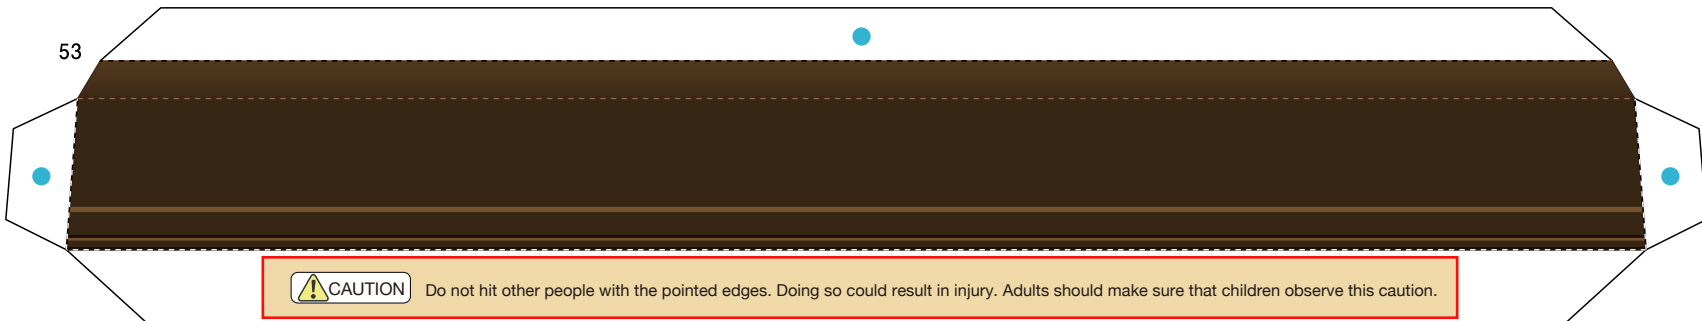 53
CAUTION Do not hit other people with the pointed edges. Doing so could result in injury. Adults should make sure that children observe this caution.